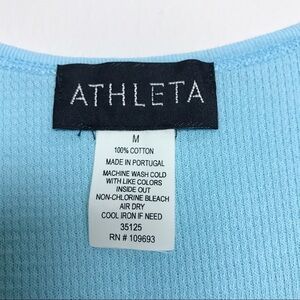 ATHLETA
M
100% COTTON
MADE IN PORTUGAL
MACHINE WASH COLD
WITH LIKE COLORS
INSIDE OUT
NON-CHLORINE BLEACH
AIR DRY
COOL IRON IF NEED
35125
RN # 109693